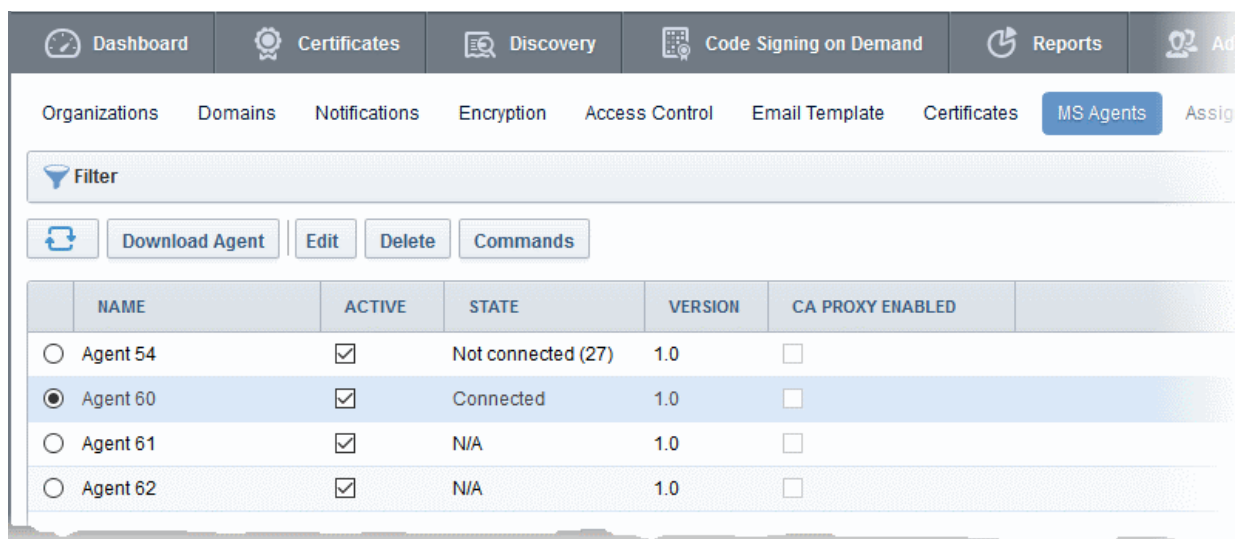 Dashboard Certificates Discovery Code Signing on Demand Reports Ad
Organizations Domains Notifications Encryption Access Control Email Template Certificates MS Agents Assig
Filter
Download Agent Edit Delete Commands
NAME ACTIVE STATE VERSION CA PROXY ENABLED
Agent 54 Not connected (27) 1.0
Agent 60 Connected 1.0
Agent 61 N/A 1.0
Agent 62 N/A 1.0